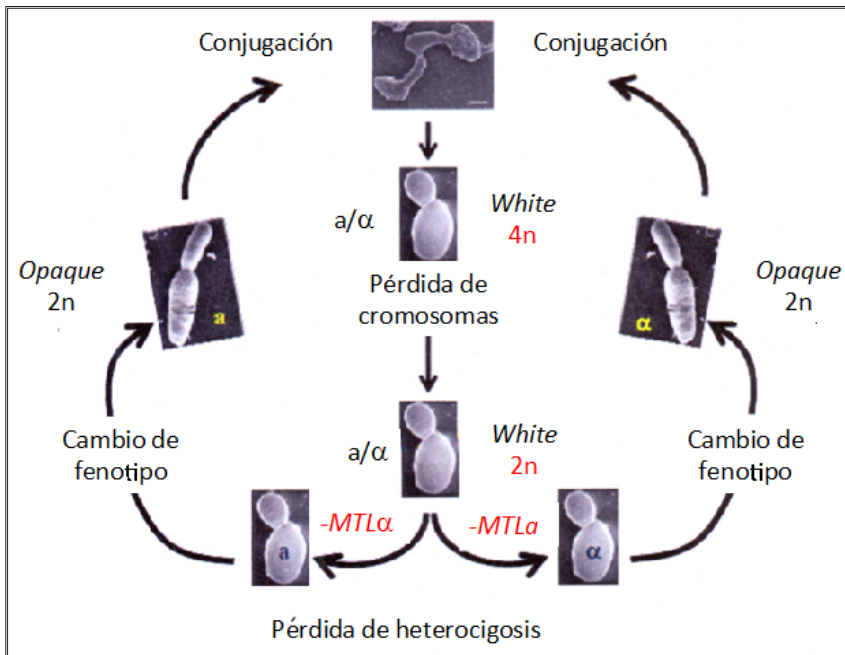 Conjugación
Conjugación
a/α
White
4n
Opaque
2n
a
Pérdida de
cromosomas
α
Opaque
2n
Cambio de
fenotipo
a/α
White
2n
Cambio de
fenotipo
-MTLα
-MTLa
a
α
Pérdida de heterocigosis